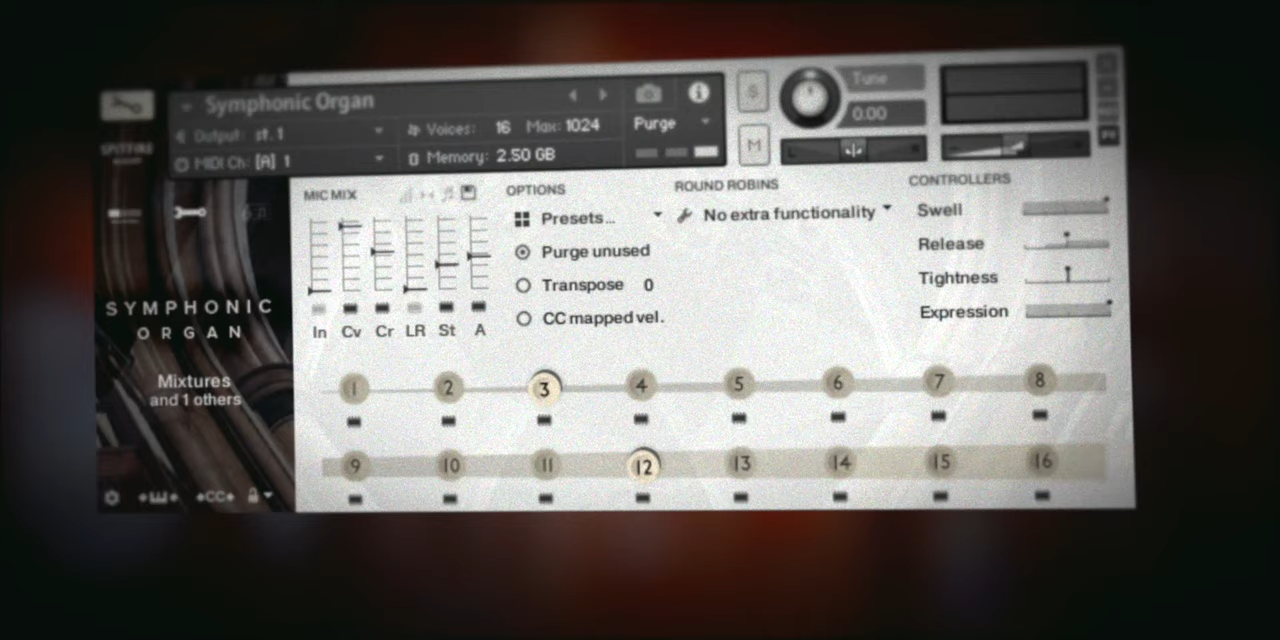 Symphonic Organ
Output: st. 1
Voices: 16 Max: 1024
Purge
MIDI Ch: [A] 1
Memory: 2.50 GB
S
M
Tune
0.00
L R
SPITFIRE
MIC MIX
In Cv Cr LR St A
OPTIONS
Presets...
Purge unused
Transpose 0
CC mapped vel.
ROUND ROBINS
No extra functionality
CONTROLLERS
Swell
Release
Tightness
Expression
SYMPHONIC
ORGAN
Mixtures
and 1 others
1 2 3 4 5 6 7 8
9 10 11 12 13 14 15 16
CC